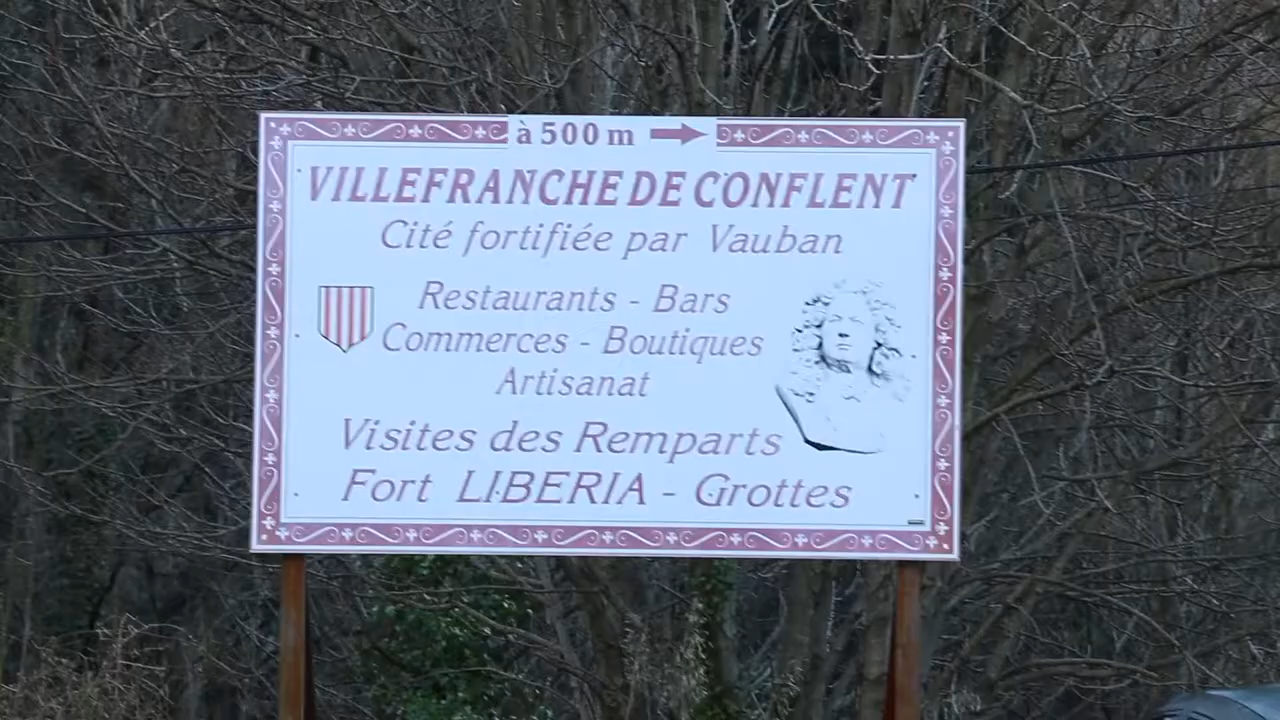 à 500 m
VILLEFRANCHE DE CONFLENT
Cité fortifiée par Vauban
Restaurants - Bars
Commerces - Boutiques
Artisanat
Visites des Remparts
Fort LIBERIA - Grottes